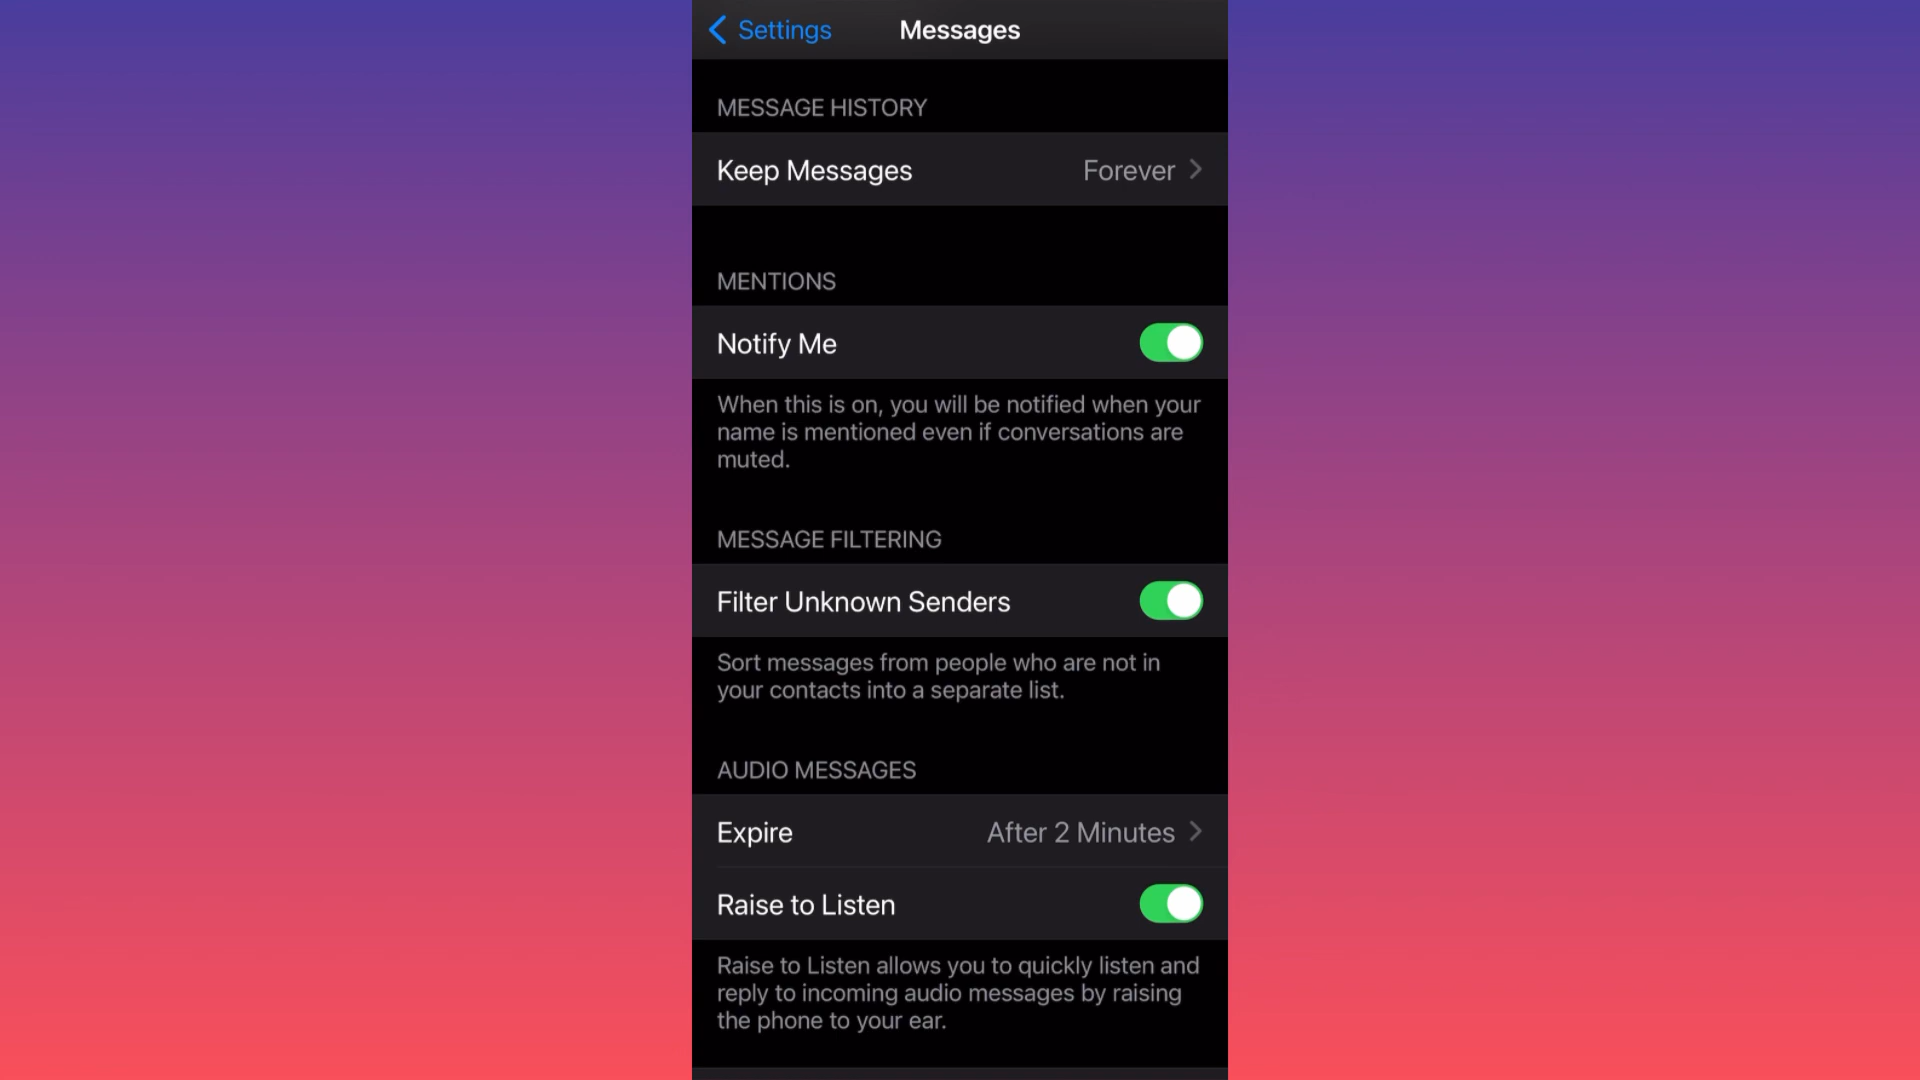 Settings
Messages
MESSAGE HISTORY
Keep Messages Forever
MENTIONS
Notify Me
When this is on, you will be notified when your
name is mentioned even if conversations are
muted.
MESSAGE FILTERING
Filter Unknown Senders
Sort messages from people who are not in
your contacts into a separate list.
AUDIO MESSAGES
Expire After 2 Minutes
Raise to Listen
Raise to Listen allows you to quickly listen and
reply to incoming audio messages by raising
the phone to your ear.